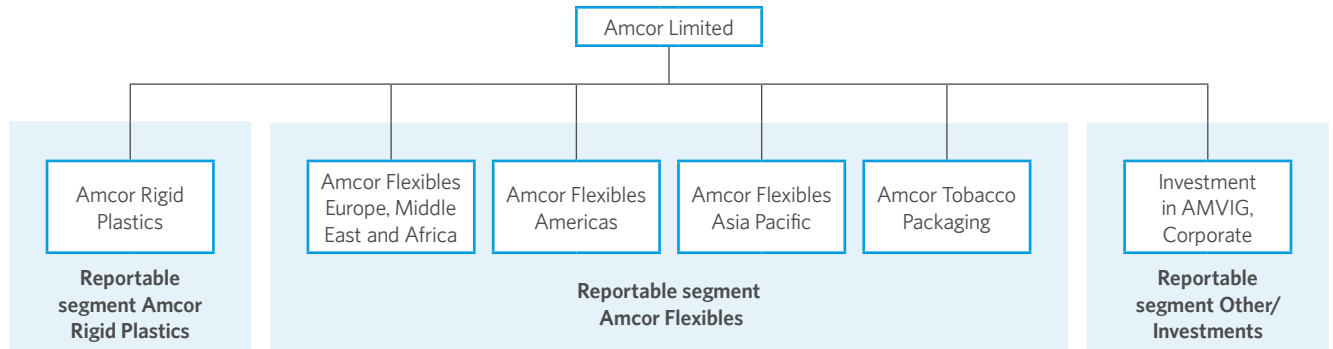 Amcor Limited
Amcor Rigid
Plastics
Amcor Flexibles
Europe, Middle
East and Africa
Amcor Flexibles
Americas
Amcor Flexibles
Asia Pacific
Amcor Tobacco
Packaging
Investment
in AMVIG,
Corporate
Reportable
segment Amcor
Rigid Plastics
Reportable segment
Amcor Flexibles
Reportable
segment Other/
Investments